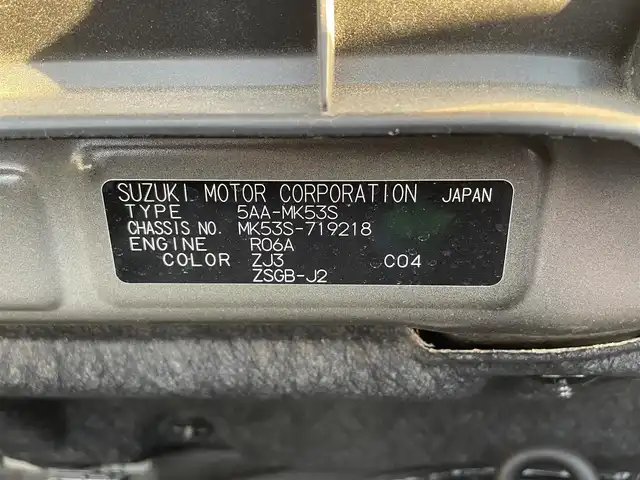 SUZUKI MOTOR CORPORATION JAPAN
TYPE 5AA-MK53S
CHASSIS NO. MK53S-719218
ENGINE R06A
COLOR ZJ3 C04
ZSGB-J2